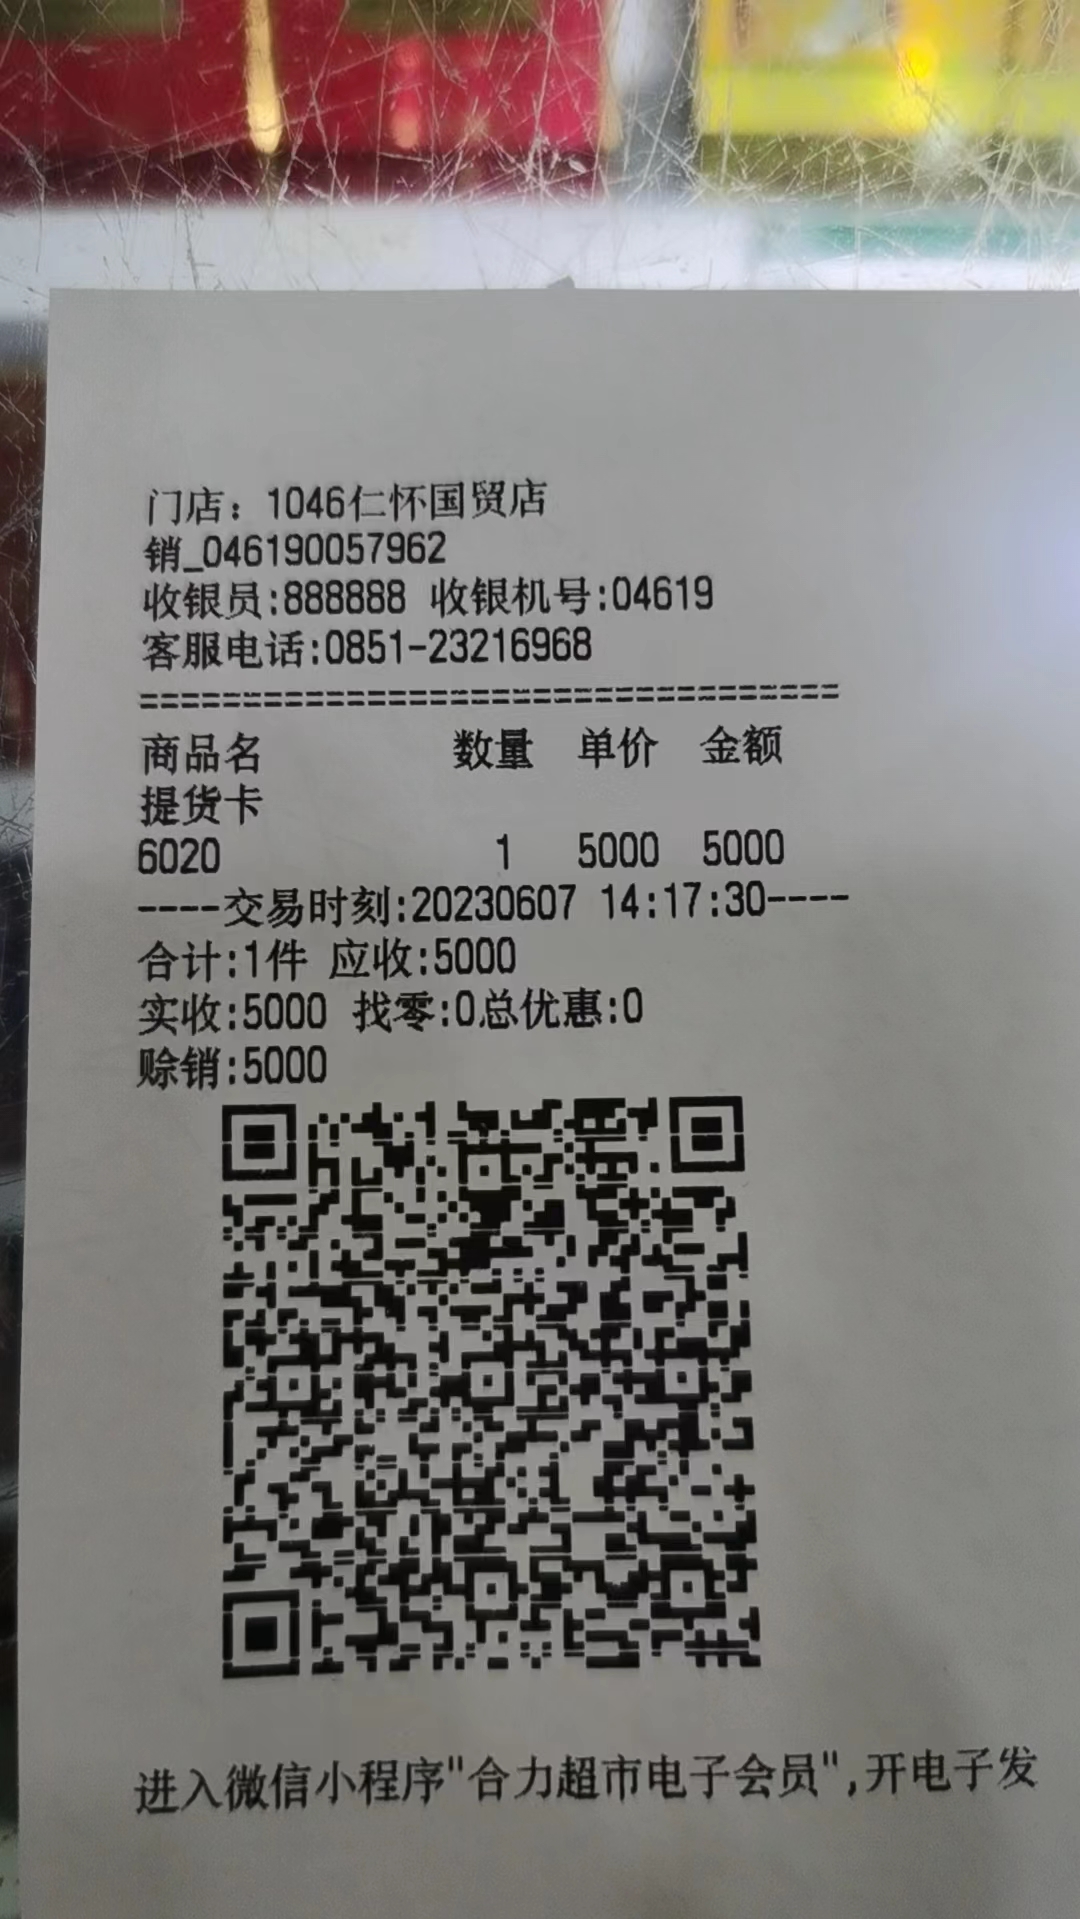 门店：1046仁怀国贸店
销_046190057962
收银员:888888 收银机号:04619
客服电话:0851-23216968
==================================
商品名 数量 单价 金额
提货卡
6020 1 5000 5000
----交易时刻:20230607 14:17:30----
合计:1件 应收:5000
实收:5000 找零:0总优惠:0
赊销:5000
进入微信小程序"合力超市电子会员",开电子发